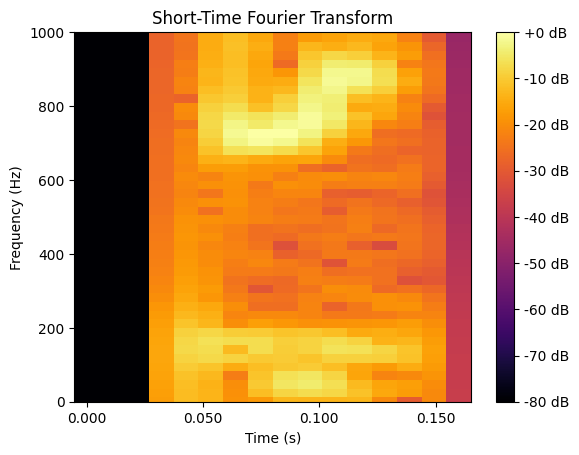 Short-Time Fourier Transform
1000
800
600
400
200
0
Frequency (Hz)
0.000
0.050
0.100
0.150
Time (s)
+0 dB
-10 dB
-20 dB
-30 dB
-40 dB
-50 dB
-60 dB
-70 dB
-80 dB